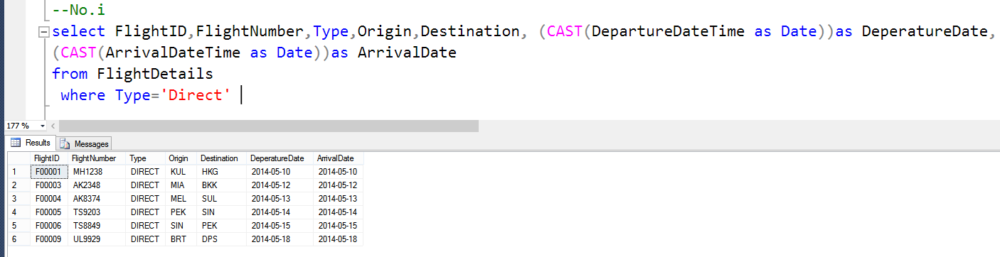 --No.i
select FlightID,FlightNumber,Type,Origin,Destination, (CAST(DepartureDateTime as Date))as DeperatureDate,
(CAST(ArrivalDateTime as Date))as ArrivalDate
from FlightDetails
where Type='Direct'
177 %
Results Messages
FlightID FlightNumber Type Origin Destination DeperatureDate ArrivalDate
1 F00001 MH1238 DIRECT KUL HKG 2014-05-10 2014-05-10
2 F00003 AK2348 DIRECT MIA BKK 2014-05-12 2014-05-12
3 F00004 AK8374 DIRECT MEL SUL 2014-05-13 2014-05-13
4 F00005 TS9203 DIRECT PEK SIN 2014-05-14 2014-05-14
5 F00006 TS8849 DIRECT SIN PEK 2014-05-15 2014-05-15
6 F00009 UL9929 DIRECT BRT DPS 2014-05-18 2014-05-18